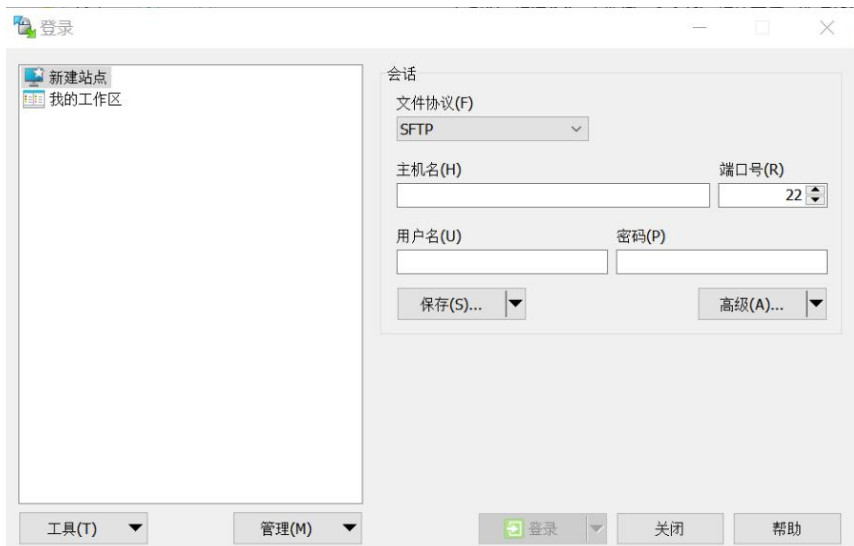 登录
新建站点
我的工作区
会话
文件协议(F)
SFTP
主机名(H)
端口号(R)
22
用户名(U)
密码(P)
保存(S)...
高级(A)...
工具(T)
管理(M)
登录
关闭
帮助